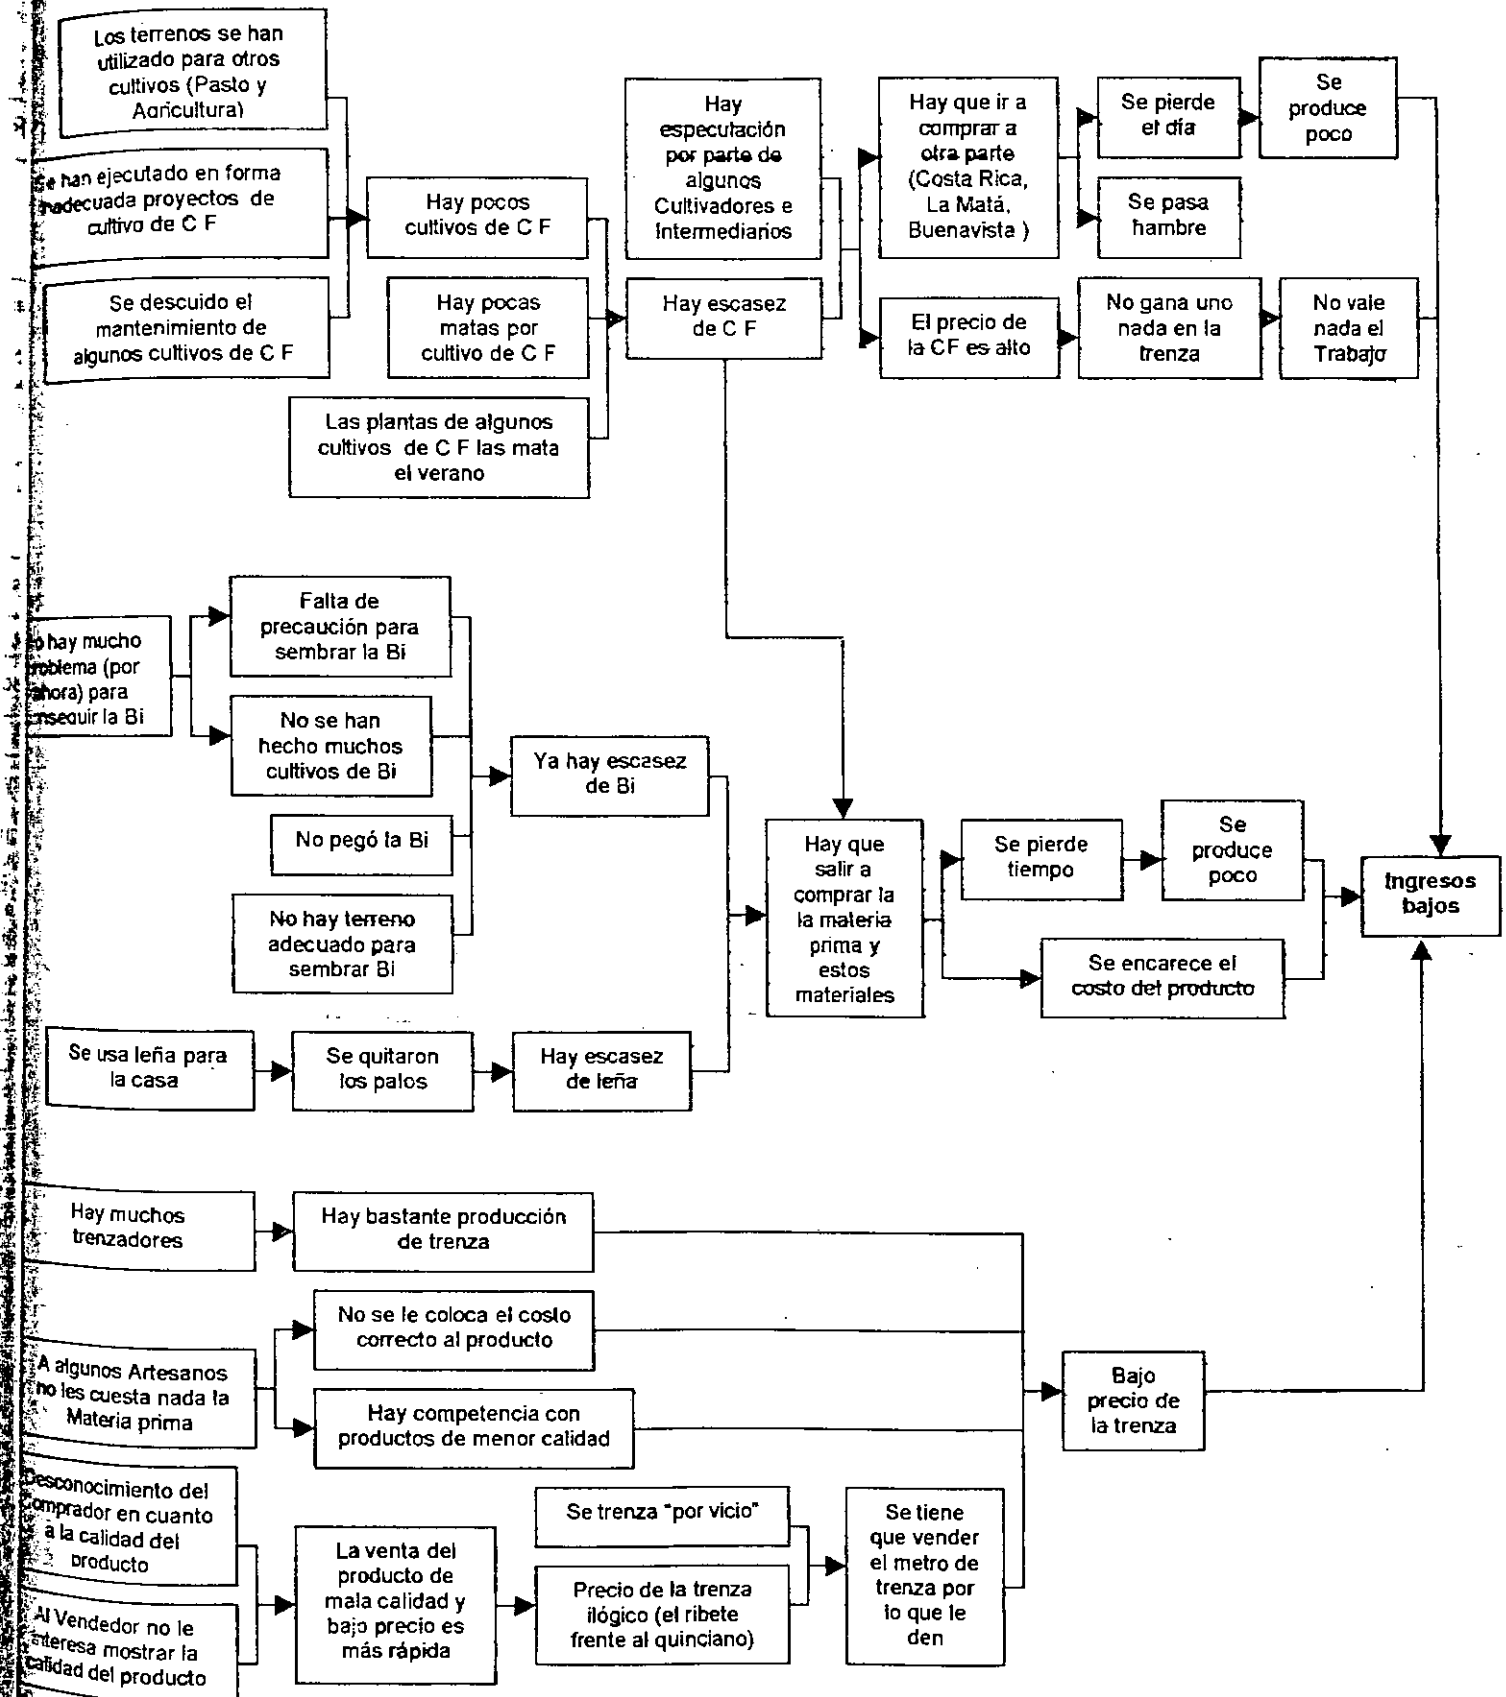 Los terrenos se han
utilizado para otros
cultivos (Pasto y
Agricultura)
han ejecutado en forma
inadecuada proyectos de
cultivo de C F
Se descuido el
mantenimiento de
algunos cultivos de C F
Hay pocos
cultivos de C F
Hay pocas
matas por
cultivo de C F
Las plantas de algunos
cultivos de C F las mata
el verano
Hay
especulación
por parte de
algunos
Cultivadores e
Intermediarios
Hay escasez
de C F
Hay que ir a
comprar a
otra parte
(Costa Rica,
La Matá,
Buenavista )
Se pierde
el día
Se
produce
poco
Se pasa
hambre
El precio de
la CF es alto
No gana uno
nada en la
trenza
No vale
nada el
Trabajo
hay mucho
problema (por
ahora) para
nseguir la Bi
Falta de
precaución para
sembrar la Bi
No se han
hecho muchos
cultivos de Bi
No pegó la Bi
No hay terreno
adecuado para
sembrar Bi
Ya hay escasez
de Bi
Se usa leña para
la casa
Se quitaron
los palos
Hay escasez
de leña
Hay que
salir a
comprar la
la materia
prima y
estos
materiales
Se pierde
tiempo
Se
produce
poco
Se encarece el
costo del producto
Ingresos
bajos
Hay muchos
trenzadores
Hay bastante producción
de trenza
A algunos Artesanos
no les cuesta nada la
Materia prima
No se le coloca el costo
correcto al producto
Hay competencia con
productos de menor calidad
Desconocimiento del
Comprador en cuanto
a la calidad del
producto
Al Vendedor no le
interesa mostrar la
calidad del producto
La venta del
producto de
mala calidad y
bajo precio es
más rápida
Se trenza "por vicio"
Precio de la trenza
ilógico (el ribete
frente al quinciano)
Se tiene
que vender
el metro de
trenza por
lo que le
den
Bajo
precio de
la trenza